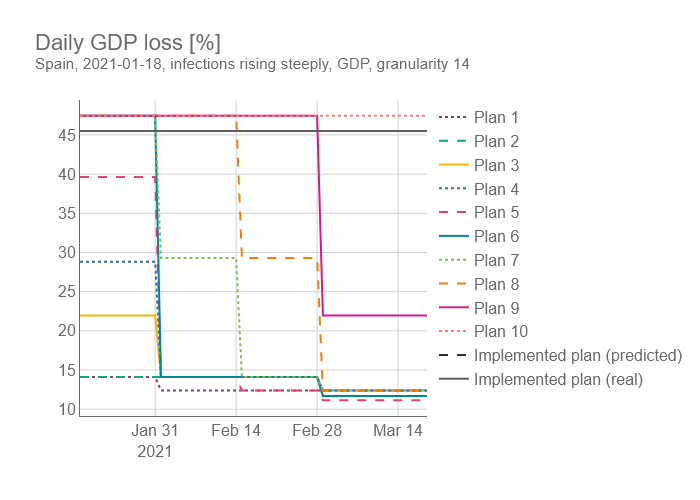 Daily GDP loss [%]
Spain, 2021-01-18, infections rising steeply, GDP, granularity 14
45
40
35
30
25
20
15
10
Jan 31
2021
Feb 14
Feb 28
Mar 14
Plan 1
Plan 2
Plan 3
Plan 4
Plan 5
Plan 6
Plan 7
Plan 8
Plan 9
Plan 10
Implemented plan (predicted)
Implemented plan (real)